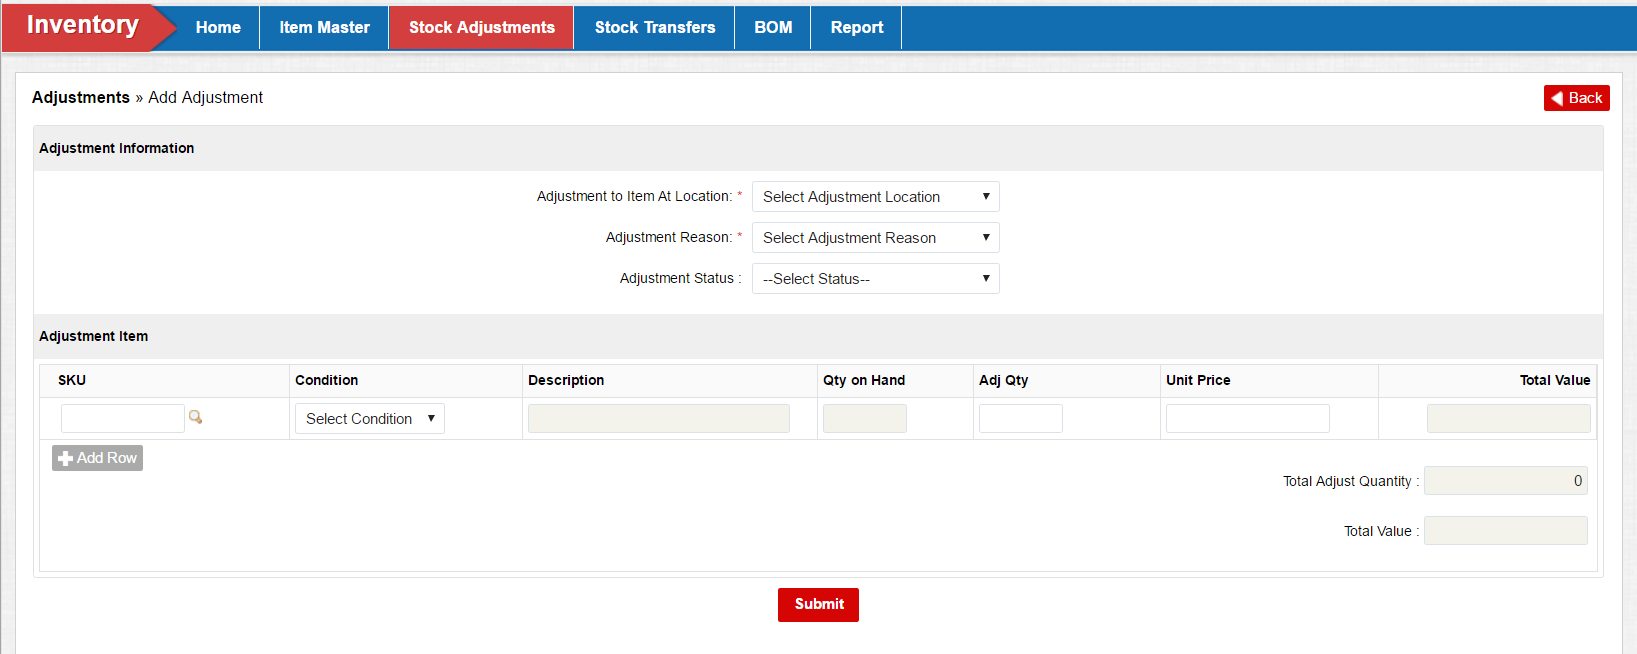 Inventory Home Item Master Stock Adjustments Stock Transfers BOM Report
Adjustments » Add Adjustment Back
Adjustment Information
Adjustment to Item At Location: * Select Adjustment Location
Adjustment Reason: * Select Adjustment Reason
Adjustment Status : --Select Status--
Adjustment Item
SKU Condition Description Qty on Hand Adj Qty Unit Price Total Value
Select Condition
Add Row
Total Adjust Quantity : 0
Total Value :
Submit